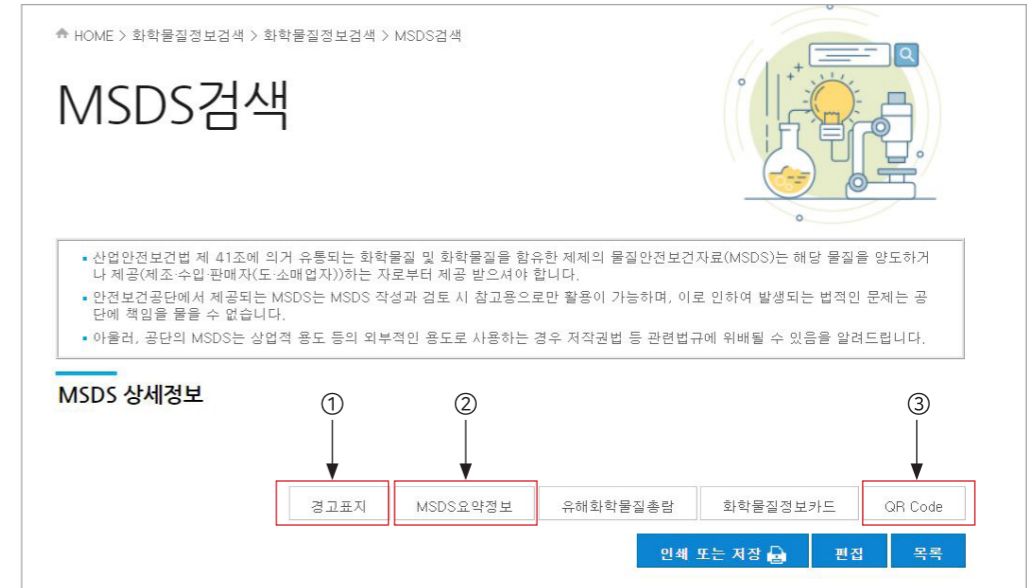 HOME > 화학물질정보검색 > 화학물질정보검색 > MSDS검색
MSDS검색
▪ 산업안전보건법 제 41조에 의거 유통되는 화학물질 및 화학물질을 함유한 제제의 물질안전보건자료(MSDS)는 해당 물질을 양도하거
나 제공(제조·수입·판매자(도·소매업자))하는 자로부터 제공 받으셔야 합니다.
▪ 안전보건공단에서 제공되는 MSDS는 MSDS 작성과 검토 시 참고용으로만 활용이 가능하며, 이로 인하여 발생되는 법적인 문제는 공
단에 책임을 물을 수 없습니다.
▪ 아울러, 공단의 MSDS는 상업적 용도 등의 외부적인 용도로 사용하는 경우 저작권법 등 관련법규에 위배될 수 있음을 알려드립니다.
MSDS 상세정보
① ② ③
경고표지 MSDS요약정보 유해화학물질총람 화학물질정보카드 QR Code
인쇄 또는 저장 편집 목록